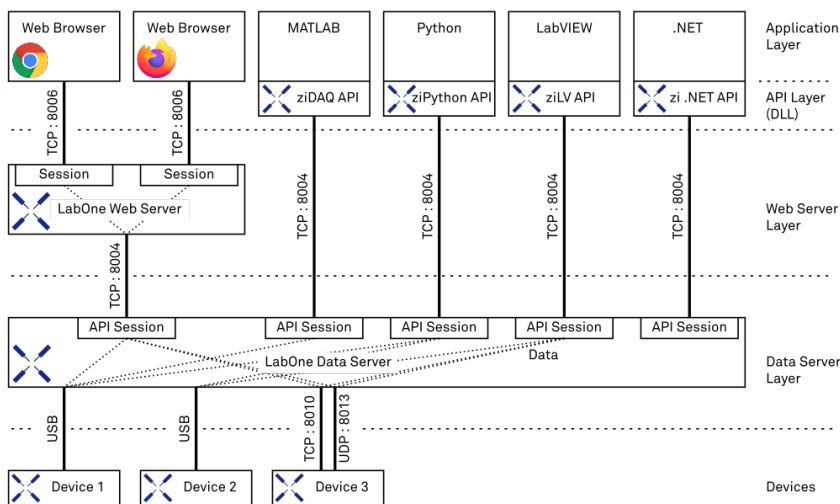 Web Browser
Web Browser
MATLAB
Python
LabVIEW
.NET
Application
Layer
ziDAQ API
ziPython API
ziLV API
zi .NET API
API Layer
(DLL)
TCP : 8006
TCP : 8006
Session
Session
LabOne Web Server
TCP : 8004
TCP : 8004
TCP : 8004
TCP : 8004
Web Server
Layer
TCP : 8004
API Session
API Session
API Session
API Session
API Session
LabOne Data Server
Data
Data Server
Layer
USB
USB
TCP : 8010
UDP : 8013
Device 1
Device 2
Device 3
Devices